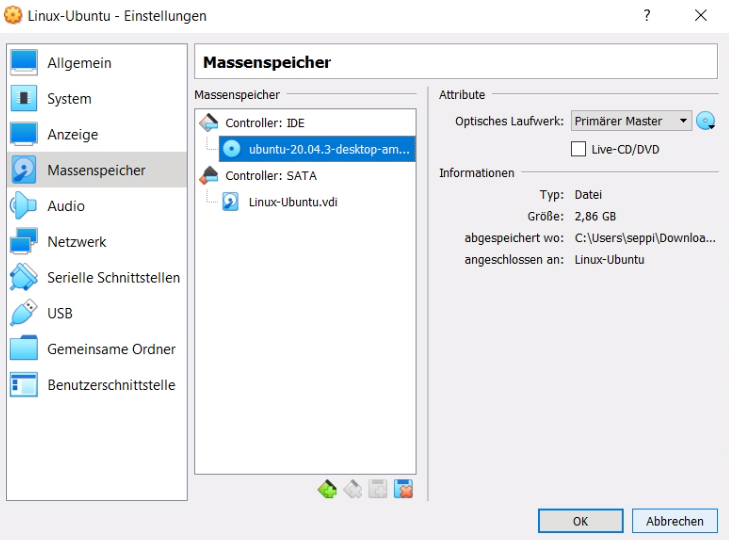 Linux-Ubuntu - Einstellungen
?
Allgemein
System
Anzeige
Massenspeicher
Audio
Netzwerk
Serielle Schnittstellen
USB
Gemeinsame Ordner
Benutzerschnittstelle
Massenspeicher
Massenspeicher
Controller: IDE
ubuntu-20.04.3-desktop-am...
Controller: SATA
Linux-Ubuntu.vdi
Attribute
Optisches Laufwerk: Primärer Master
Live-CD/DVD
Informationen
Typ: Datei
Größe: 2,86 GB
abgespeichert wo: C:\Users\seppi\Downloa...
angeschlossen an: Linux-Ubuntu
OK
Abbrechen